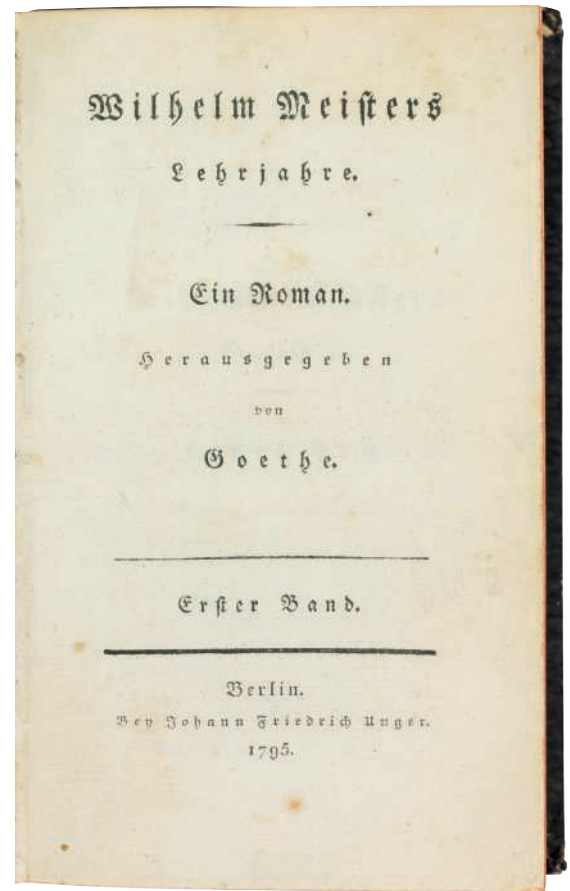 Wilhelm Meisters
Lehrjahre.
Ein Roman.
Herausgegeben
von
Goethe.
Erster Band.
Berlin.
Bey Johann Friedrich Unger.
1795.